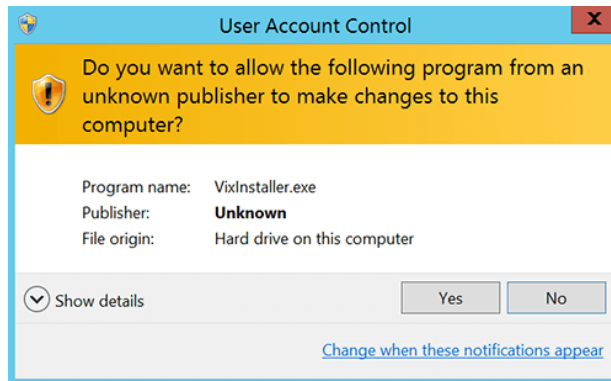 User Account Control
X
Do you want to allow the following program from an
unknown publisher to make changes to this
computer?
Program name: VixInstaller.exe
Publisher: Unknown
File origin: Hard drive on this computer
Show details Yes No
Change when these notifications appear